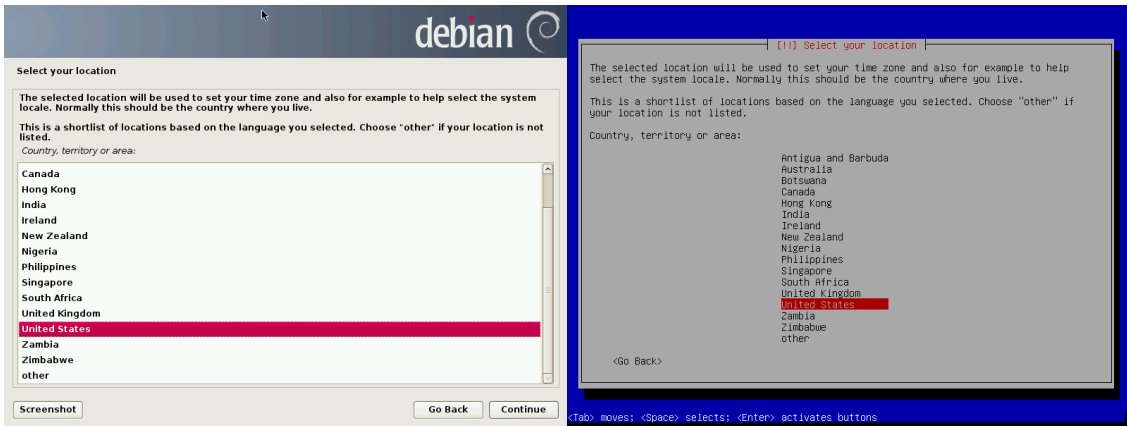 debian
Select your location
The selected location will be used to set your time zone and also for example to help select the system
locale. Normally this should be the country where you live.
This is a shortlist of locations based on the language you selected. Choose "other" if your location is not
listed.
Country, territory or area:
Canada
Hong Kong
India
Ireland
New Zealand
Nigeria
Philippines
Singapore
South Africa
United Kingdom
United States
Zambia
Zimbabwe
other
Screenshot
Go Back
Continue
[!!] Select your location
The selected location will be used to set your time zone and also for example to help
select the system locale. Normally this should be the country where you live.
This is a shortlist of locations based on the language you selected. Choose "other" if
your location is not listed.
Country, territory or area:
Antigua and Barbuda
Australia
Botswana
Canada
Hong Kong
India
Ireland
New Zealand
Nigeria
Philippines
Singapore
South Africa
United Kingdom
United States
Zambia
Zimbabwe
other
<Go Back>
<Tab> moves; <Space> selects; <Enter> activates buttons